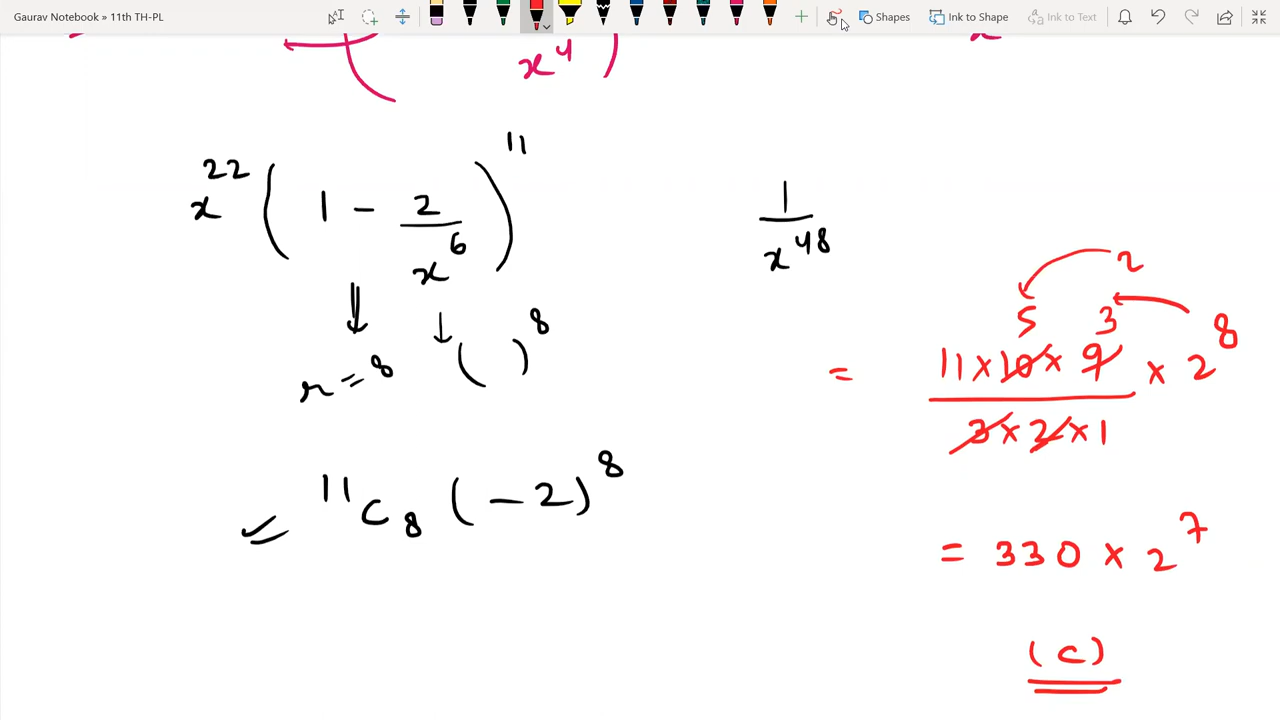 Gaurav Notebook » 11th TH-PL
Shapes
Ink to Shape
Ink to Text
x^4 )
x
x^22 ( 1 - 2/x^6 )^11
1/x^48
r = 8
( )^8
2
5 3
= (11 × 10 × 9)/(3 × 2 × 1) × 2^8
11C8 (-2)^8
= 330 × 2^7
(c)